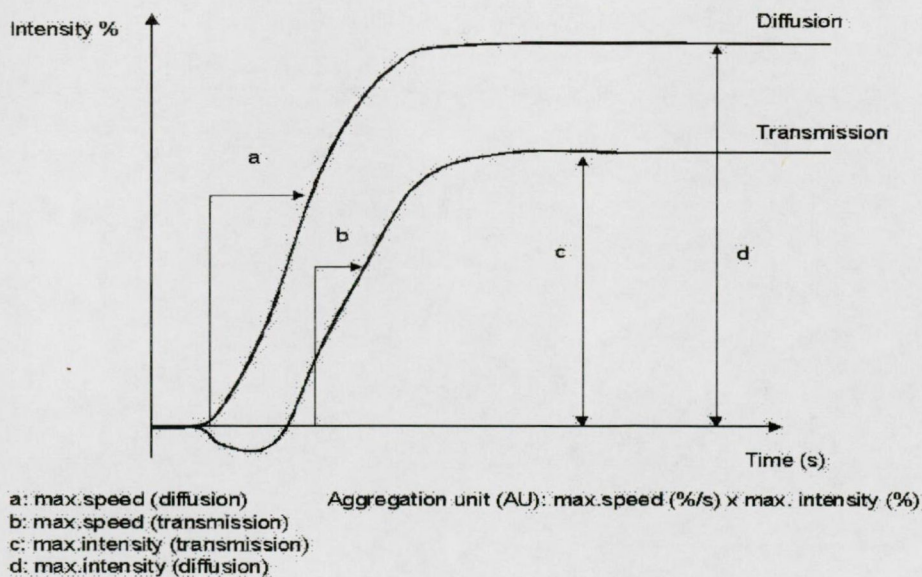 Intensity %
Diffusion
Transmission
a
b
c
d
Time (s)
a: max.speed (diffusion)
Aggregation unit (AU): max.speed (%/s) x max. intensity (%)
b: max.speed (transmission)
c: max.intensity (transmission)
d: max.intensity (diffusion)